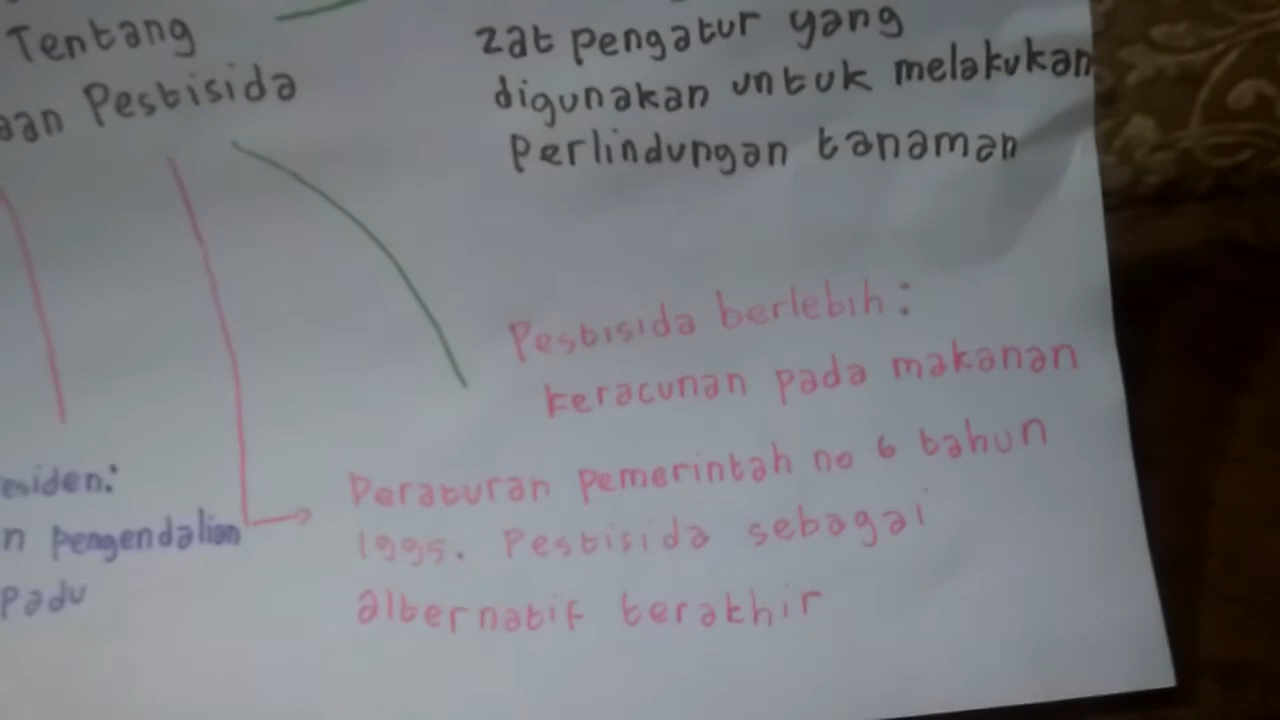 Tentang
aan Pestisida
zat pengatur yang
digunakan untuk melakukan
Perlindungan tanaman
Pestisida berlebih:
keracunan pada makanan
Peraturan pemerintah no 6 tahun
1995. Pestisida sebagai
alternatif terakhir
esiden:
n pengendalian
padu